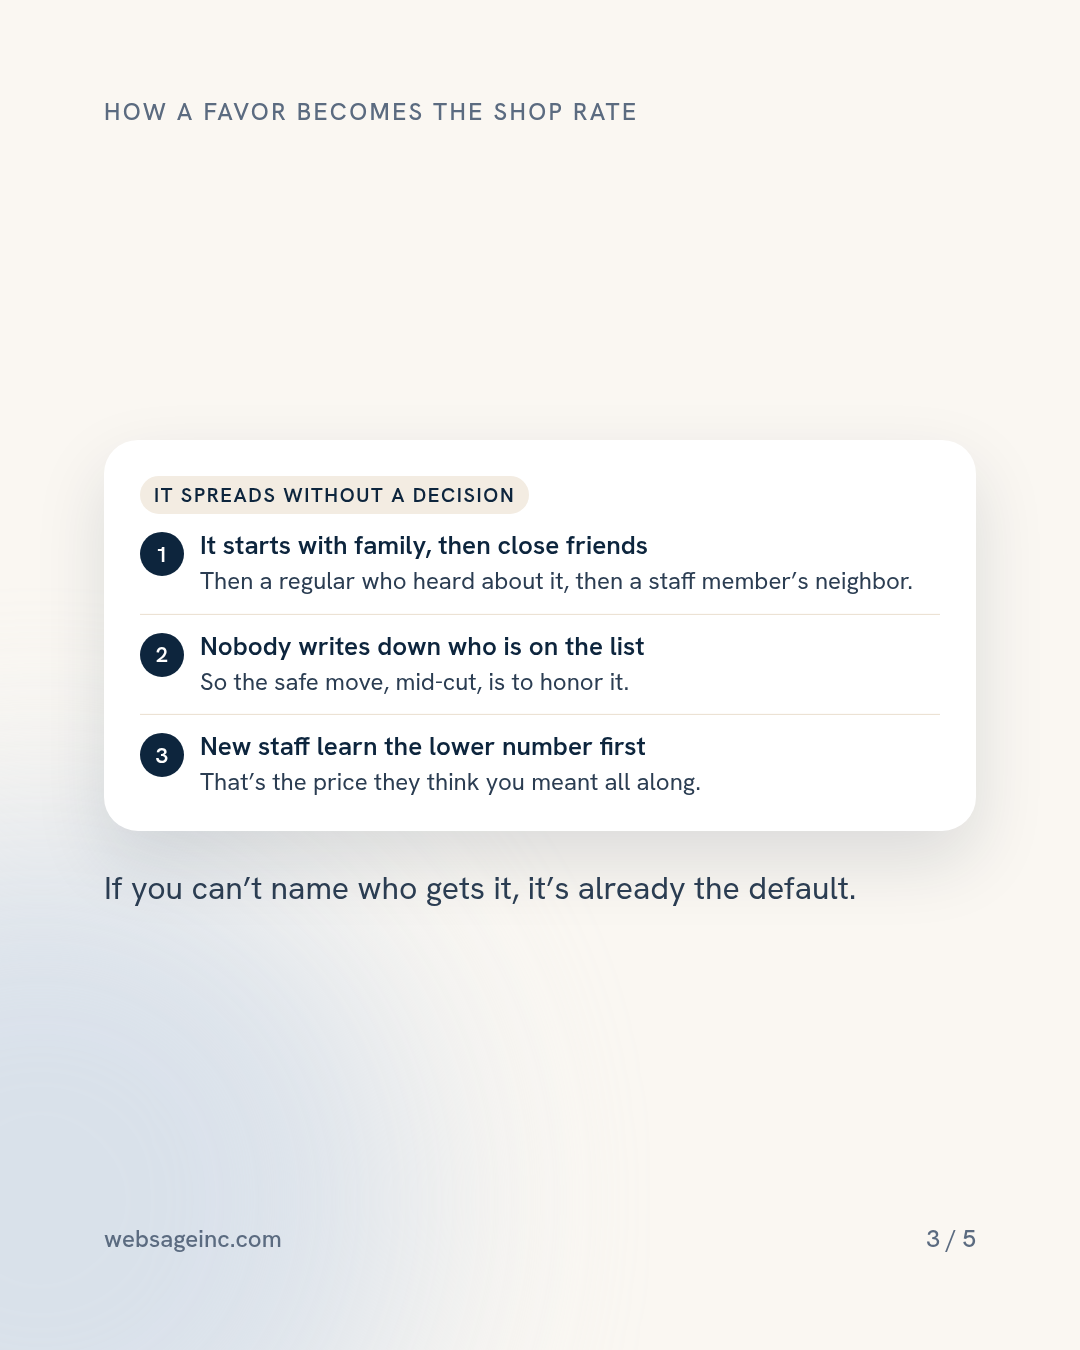 HOW A FAVOR BECOMES THE SHOP RATE
IT SPREADS WITHOUT A DECISION
1 It starts with family, then close friends
Then a regular who heard about it, then a staff member’s neighbor.
2 Nobody writes down who is on the list
So the safe move, mid-cut, is to honor it.
3 New staff learn the lower number first
That’s the price they think you meant all along.
If you can’t name who gets it, it’s already the default.
websageinc.com
3 / 5